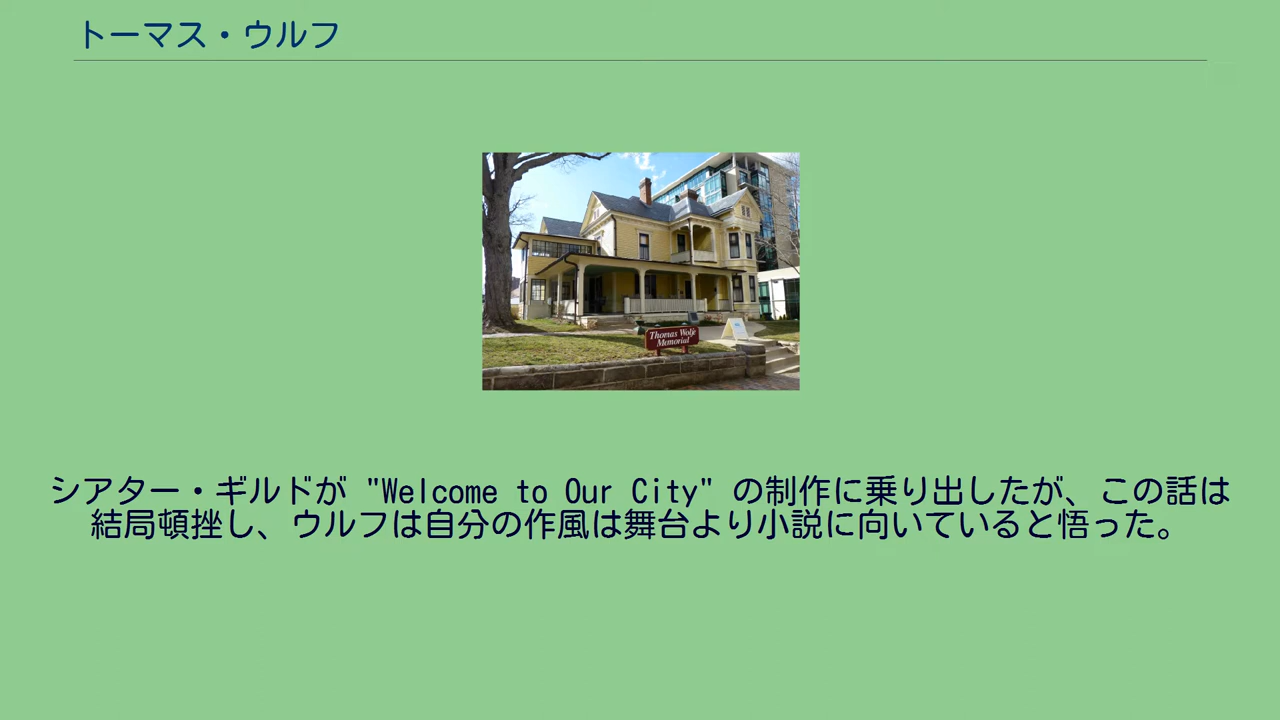 トーマス・ウルフ
Thomas Wolfe
Memorial
シアター・ギルドが "Welcome to Our City" の制作に乗り出したが、この話は
結局頓挫し、ウルフは自分の作風は舞台より小説に向いていると悟った。